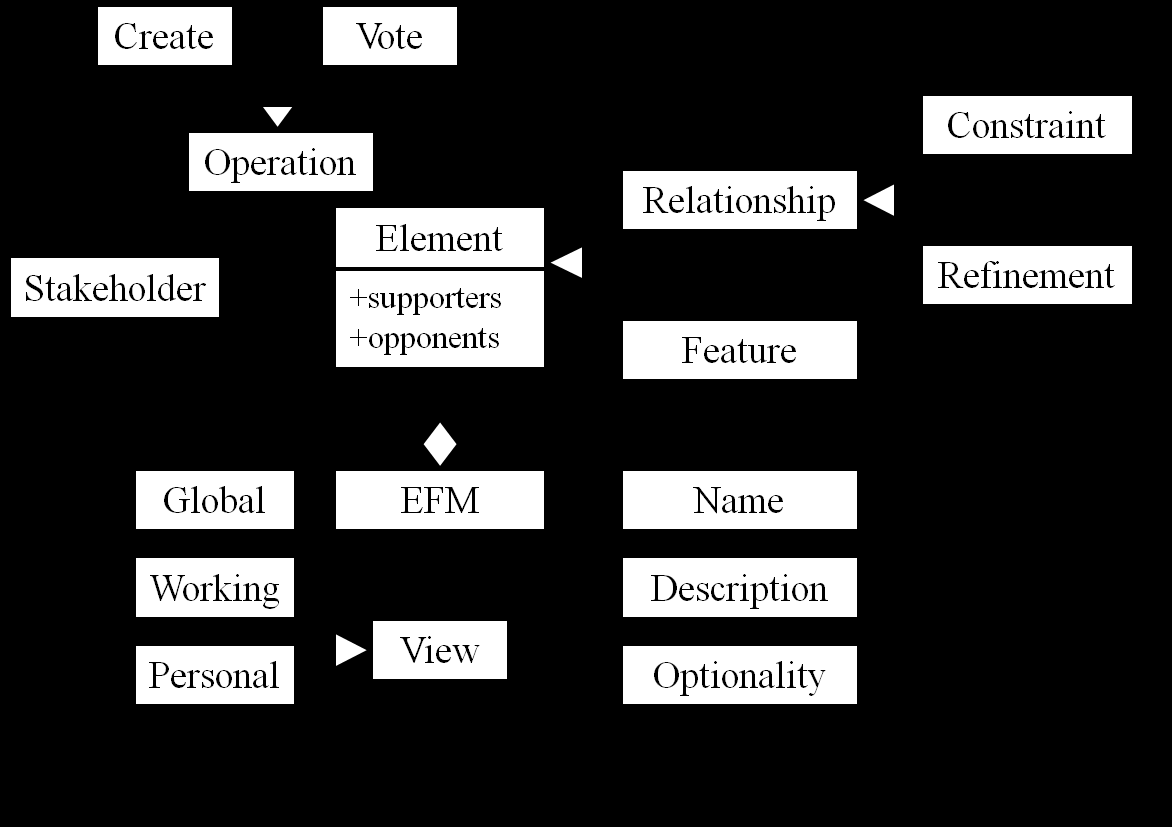 Create
Vote
Constraint
Operation
Relationship
Element
+supporters
+opponents
Stakeholder
Refinement
Feature
Global
EFM
Name
Working
Description
View
Personal
Optionality